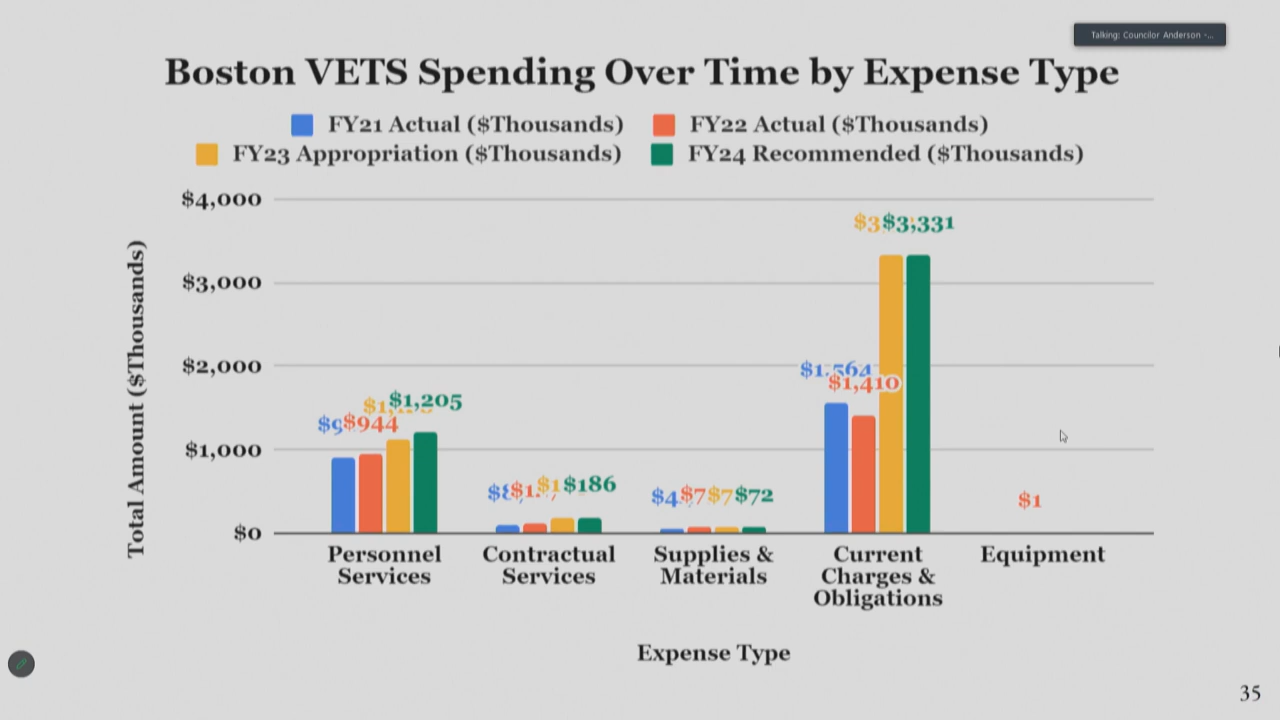 Talking: Councilor Anderson -...
Boston VETS Spending Over Time by Expense Type
FY21 Actual ($Thousands) FY22 Actual ($Thousands)
FY23 Appropriation ($Thousands) FY24 Recommended ($Thousands)
Total Amount ($Thousands)
$4,000
$3,000
$2,000
$1,000
$0
$3,331
$1,564
$1,410
$1,205
$944
$186
$72
$1
Personnel Services
Contractual Services
Supplies & Materials
Current Charges & Obligations
Equipment
Expense Type
35